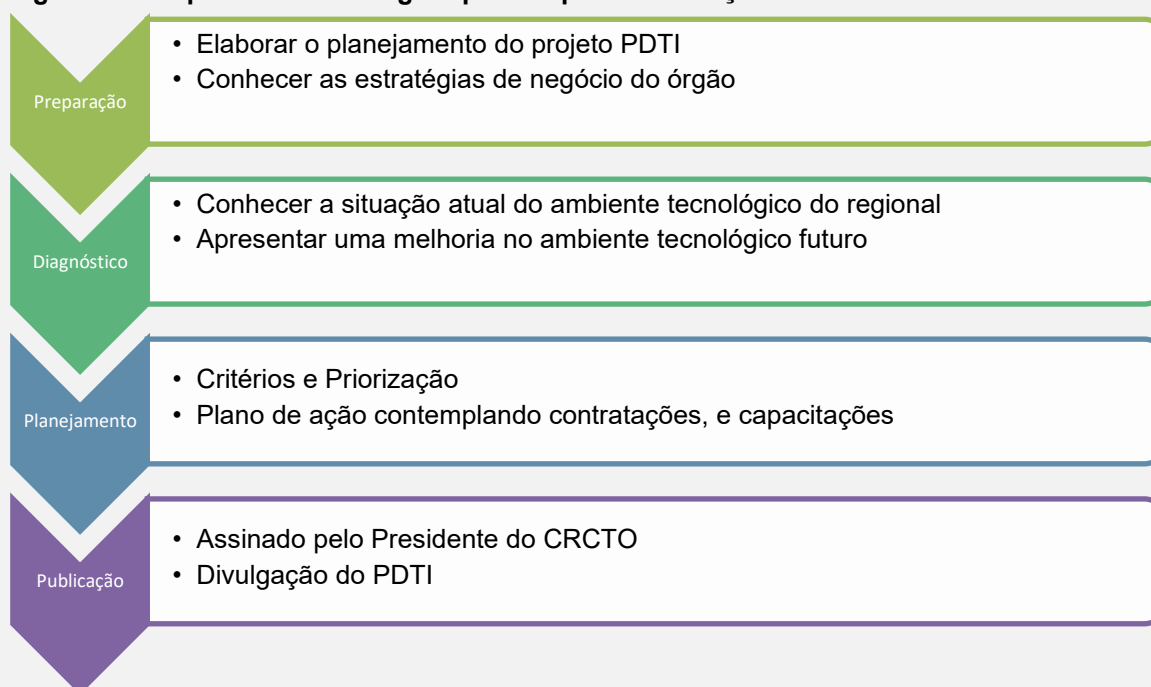 Preparação
• Elaborar o planejamento do projeto PDTI
• Conhecer as estratégias de negócio do órgão
Diagnóstico
• Conhecer a situação atual do ambiente tecnológico do regional
• Apresentar uma melhoria no ambiente tecnológico futuro
Planejamento
• Critérios e Priorização
• Plano de ação contemplando contratações, e capacitações
Publicação
• Assinado pelo Presidente do CRCTO
• Divulgação do PDTI